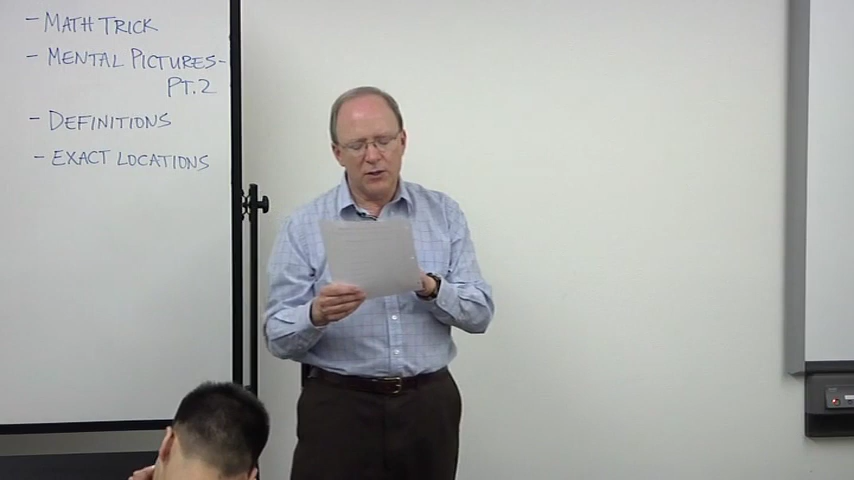 - MATH TRICK
- MENTAL PICTURES-
PT.2
- DEFINITIONS
- EXACT LOCATIONS